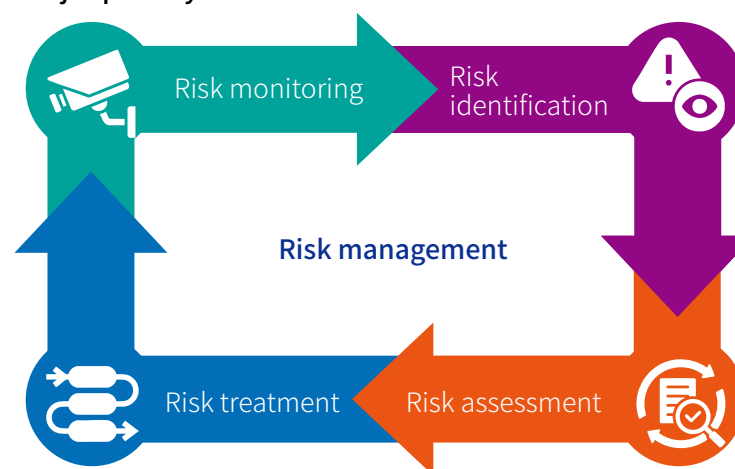 Risk monitoring
Risk
identification
Risk management
Risk treatment
Risk assessment